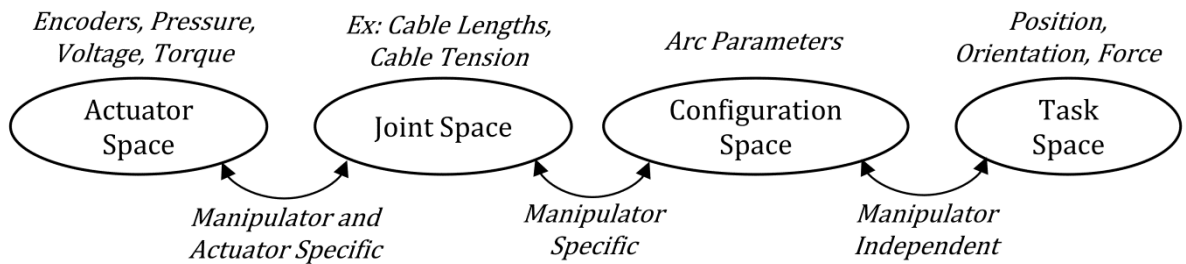 Encoders, Pressure,
Voltage, Torque
Ex: Cable Lengths,
Cable Tension
Arc Parameters
Position,
Orientation, Force
Actuator
Space
Joint Space
Configuration
Space
Task
Space
Manipulator and
Actuator Specific
Manipulator
Specific
Manipulator
Independent